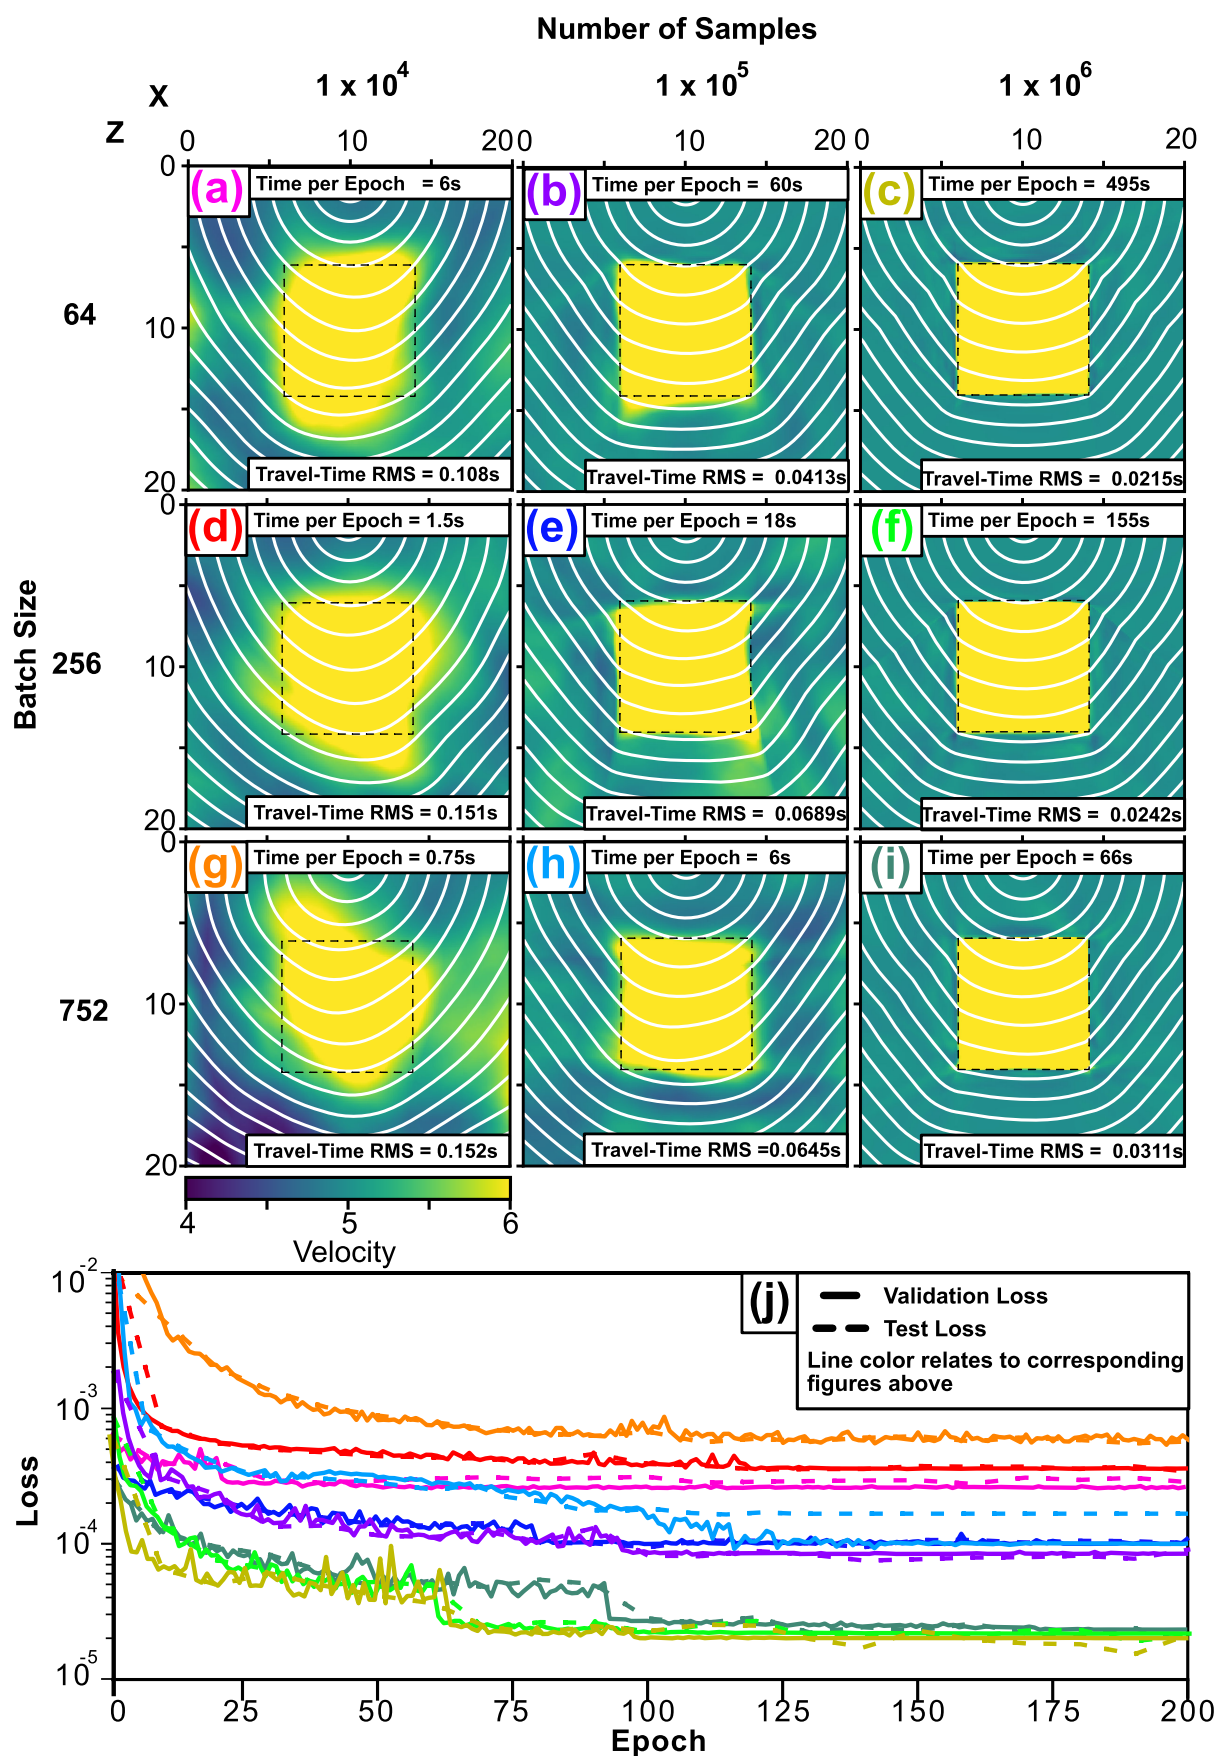 Number of Samples
1 x 10^4 1 x 10^5 1 x 10^6
X
Z
0 10 20 0 10 20 0 10 20
0
(a) Time per Epoch = 6s
(b) Time per Epoch = 60s
(c) Time per Epoch = 495s
64
10
20
Travel-Time RMS = 0.108s
Travel-Time RMS = 0.0413s
Travel-Time RMS = 0.0215s
0
(d) Time per Epoch = 1.5s
(e) Time per Epoch = 18s
(f) Time per Epoch = 155s
Batch Size
256
10
20
Travel-Time RMS = 0.151s
Travel-Time RMS = 0.0689s
Travel-Time RMS = 0.0242s
0
(g) Time per Epoch = 0.75s
(h) Time per Epoch = 6s
(i) Time per Epoch = 66s
752
10
20
Travel-Time RMS = 0.152s
Travel-Time RMS =0.0645s
Travel-Time RMS = 0.0311s
4 5 6
Velocity
(j)
Validation Loss
Test Loss
Line color relates to corresponding
figures above
Loss
10^-2
10^-3
10^-4
10^-5
0 25 50 75 100 125 150 175 200
Epoch